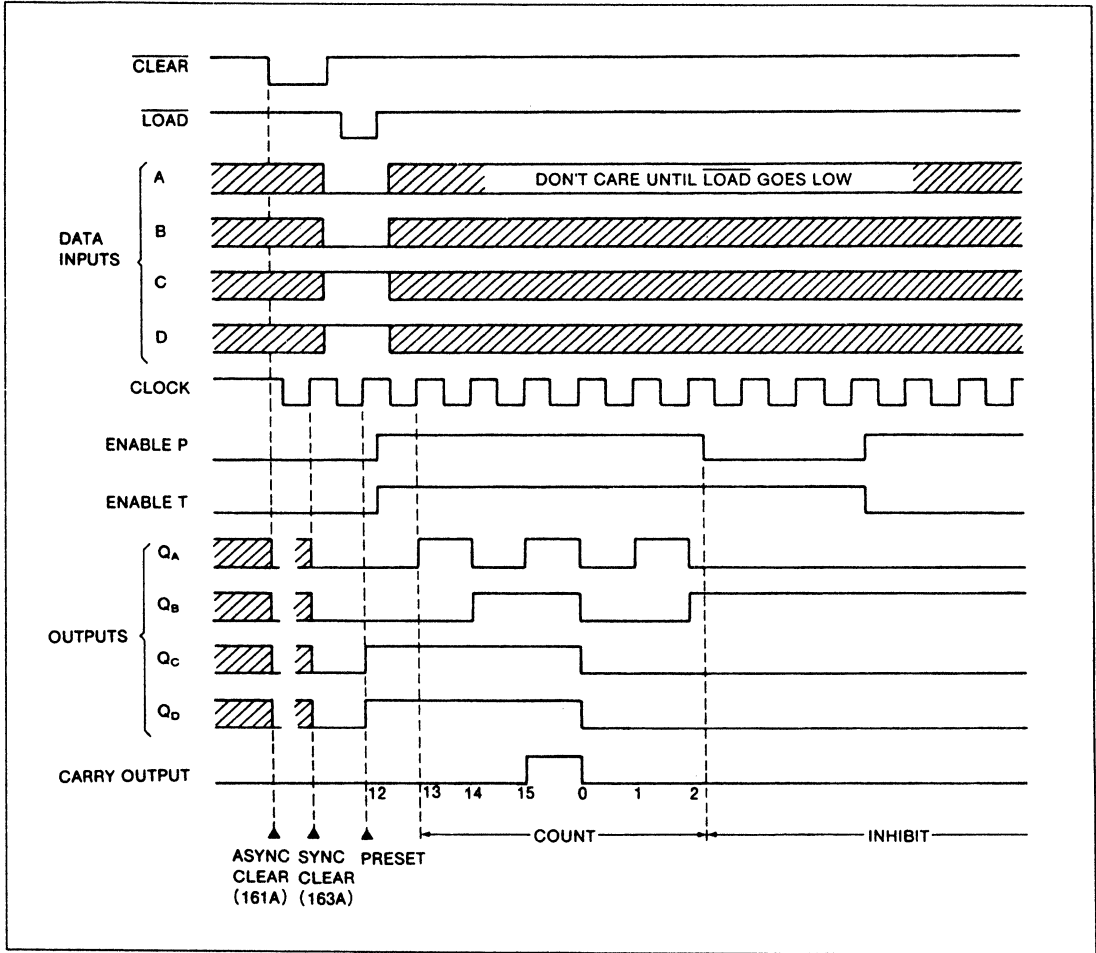 CLEAR
LOAD
A
DON'T CARE UNTIL LOAD GOES LOW
B
DATA
INPUTS
C
D
CLOCK
ENABLE P
ENABLE T
QA
QB
OUTPUTS
QC
QD
CARRY OUTPUT
12 13 14 15 0 1 2
COUNT
INHIBIT
ASYNC
CLEAR
(161A)
SYNC
CLEAR
(163A)
PRESET